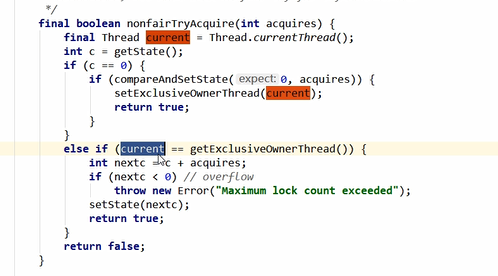 */
final boolean nonfairTryAcquire(int acquires) {
final Thread current = Thread.currentThread();
int c = getState();
if (c == 0) {
if (compareAndSetState( expect: 0, acquires)) {
setExclusiveOwnerThread(current);
return true;
}
}
else if (current == getExclusiveOwnerThread()) {
int nextc = c + acquires;
if (nextc < 0) // overflow
throw new Error("Maximum lock count exceeded");
setState(nextc);
return true;
}
return false;
}